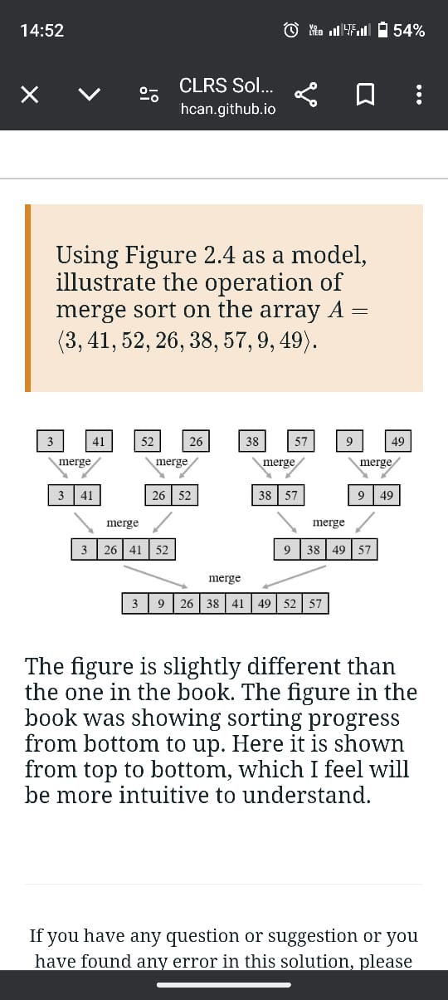 14:52
Vo LTE LTE 54%
CLRS Sol...
hcan.github.io
Using Figure 2.4 as a model,
illustrate the operation of
merge sort on the array A =
⟨3, 41, 52, 26, 38, 57, 9, 49⟩.
3 41 52 26 38 57 9 49
merge merge merge merge
3 41 26 52 38 57 9 49
merge merge
3 26 41 52 9 38 49 57
merge
3 9 26 38 41 49 52 57
The figure is slightly different than
the one in the book. The figure in the
book was showing sorting progress
from bottom to up. Here it is shown
from top to bottom, which I feel will
be more intuitive to understand.
If you have any question or suggestion or you
have found any error in this solution, please